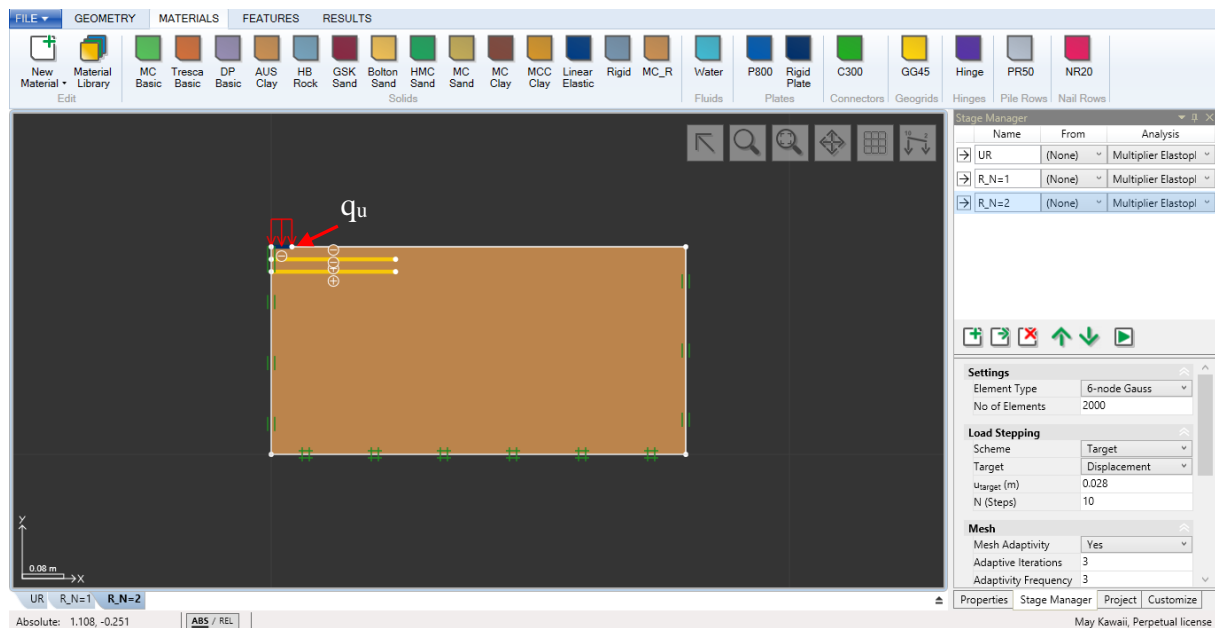 FILE GEOMETRY MATERIALS FEATURES RESULTS
New Material
Material Library
MC Basic
Tresca Basic
DP Basic
AUS Clay
HB Rock
GSK Sand
Bolton Sand
HMC Sand
MC Sand
MC Clay
MCC Clay
Linear Elastic
Rigid
MC_R
Water
P800
Rigid Plate
C300
GG45
Hinge
PR50
NR20
Edit Solids Fluids Plates Connectors Geogrids Hinges Pile Rows Nail Rows
Stage Manager
Name From Analysis
UR (None) Multiplier Elastopl
R_N=1 (None) Multiplier Elastopl
R_N=2 (None) Multiplier Elastopl
qu
Settings
Element Type 6-node Gauss
No of Elements 2000
Load Stepping
Scheme Target
Target Displacement
utarget (m) 0.028
N (Steps) 10
Mesh
Mesh Adaptivity Yes
Adaptive Iterations 3
Adaptivity Frequency 3
Y
0.08 m
X
UR R_N=1 R_N=2
Properties Stage Manager Project Customize
Absolute: 1.108, -0.251 ABS / REL May Kawaii, Perpetual license